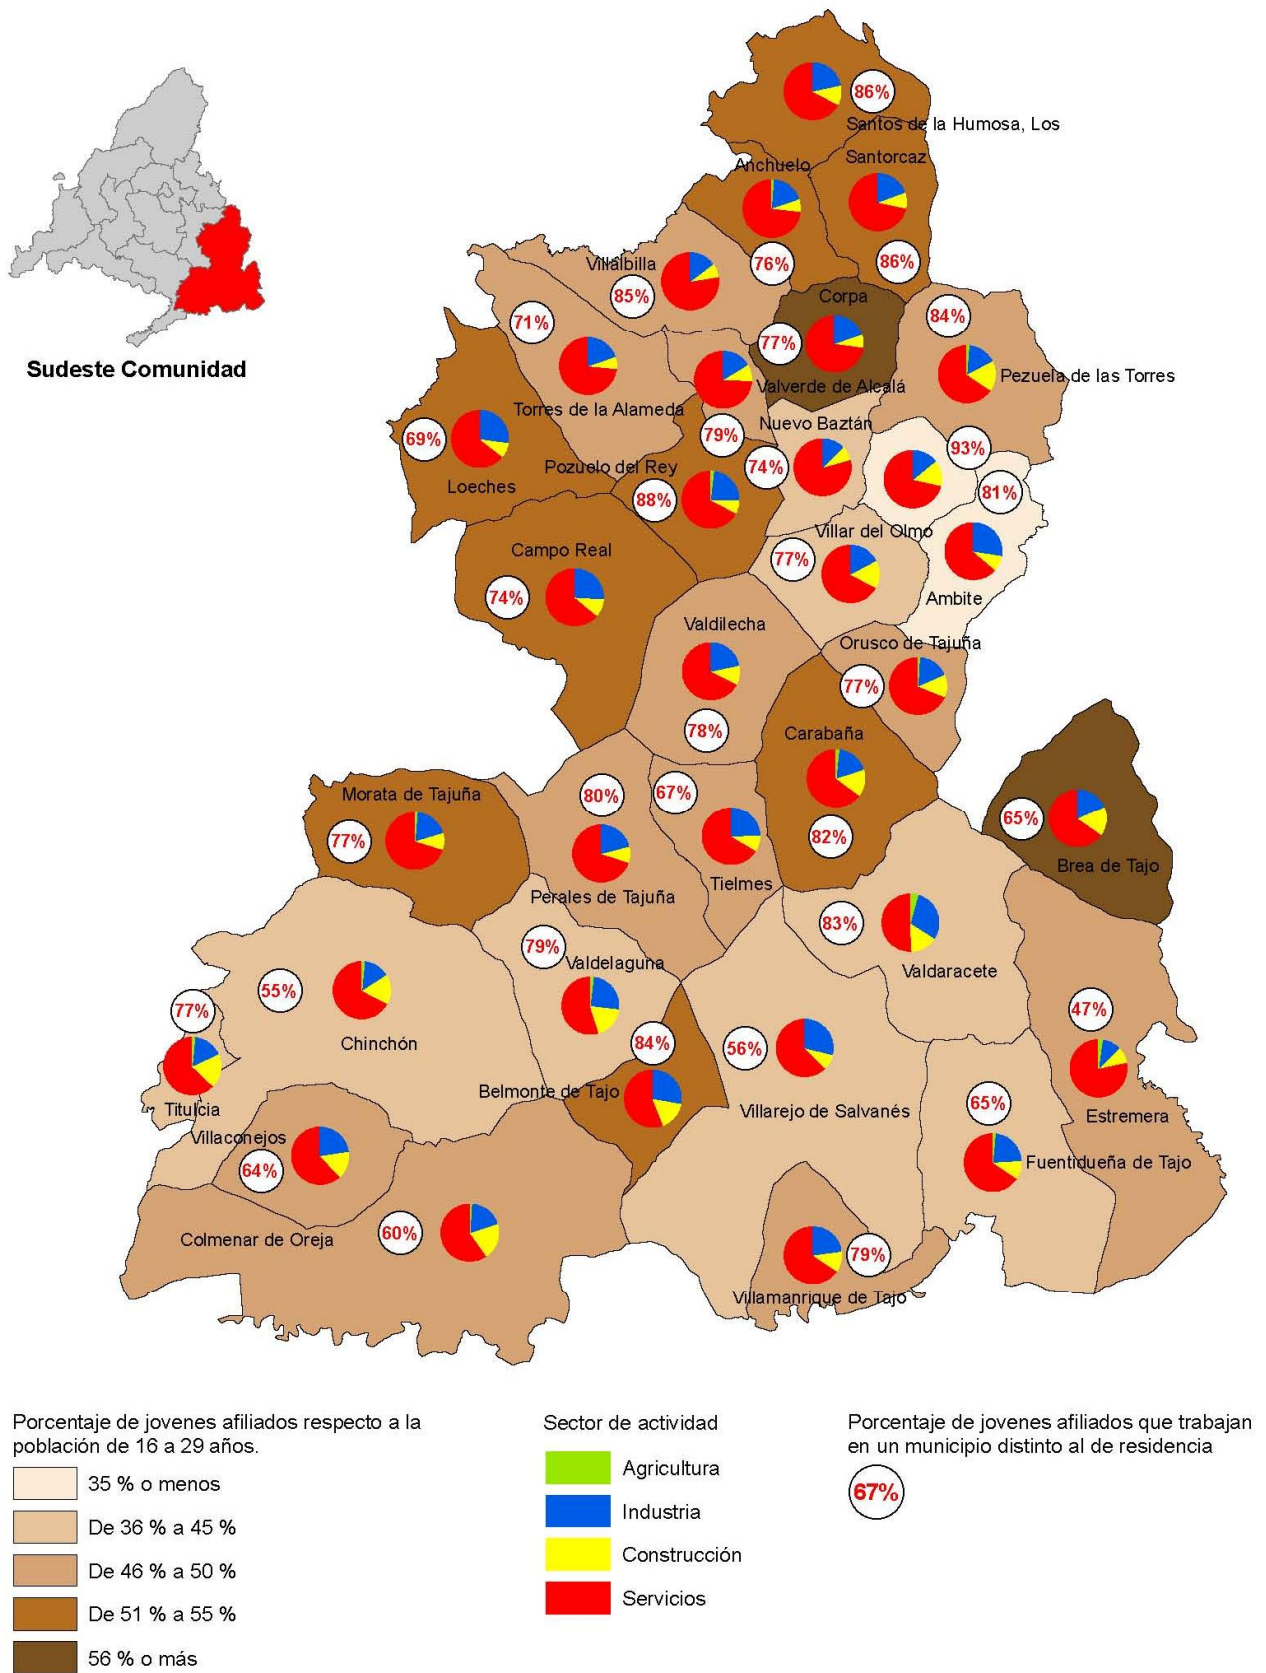 86%
Santos de la Humosa, Los
Anchuelo
Santorcaz
76%
86%
Villalbilla
85%
Corpa
77%
84%
Pezuela de las Torres
71%
Valverde de Alcalá
Torres de la Alameda
79%
Nuevo Baztán
93%
69%
Loeches
Pozuelo del Rey
88%
74%
81%
Villar del Olmo
77%
Ambite
Campo Real
74%
Valdilecha
78%
Orusco de Tajuña
77%
Carabaña
82%
Sudeste Comunidad
Morata de Tajuña
77%
80%
67%
Perales de Tajuña
Tielmes
65%
Brea de Tajo
83%
Valdaracete
79%
Valdelaguna
55%
Chinchón
77%
Titulcia
84%
Belmonte de Tajo
56%
Villarejo de Salvanés
47%
Estremera
65%
Fuentidueña de Tajo
Villaconejos
64%
Colmenar de Oreja
60%
79%
Villamanrique de Tajo
Porcentaje de jovenes afiliados respecto a la
población de 16 a 29 años.
35 % o menos
De 36 % a 45 %
De 46 % a 50 %
De 51 % a 55 %
56 % o más
Sector de actividad
Agricultura
Industria
Construcción
Servicios
Porcentaje de jovenes afiliados que trabajan
en un municipio distinto al de residencia
67%